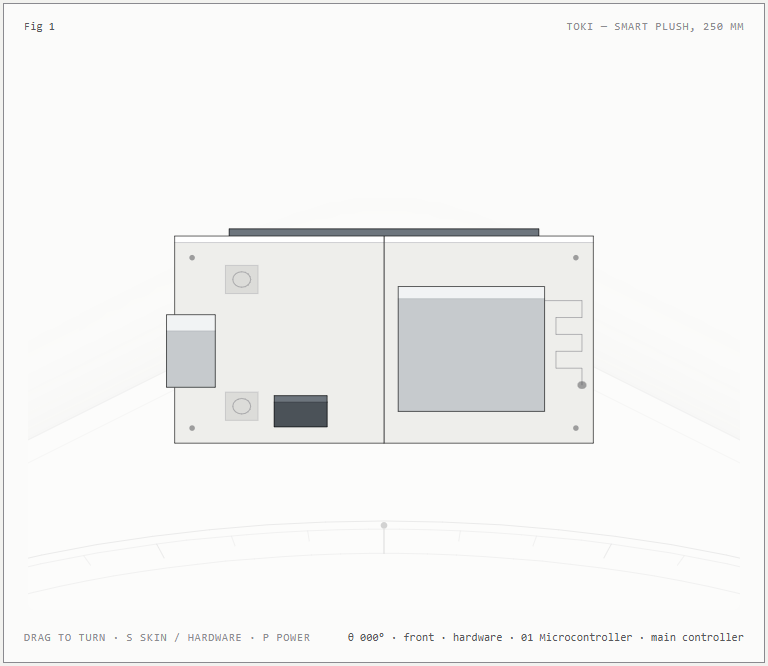 Fig 1
TOKI — SMART PLUSH, 250 MM
DRAG TO TURN · S SKIN / HARDWARE · P POWER
θ 000° · front · hardware · 01 Microcontroller · main controller